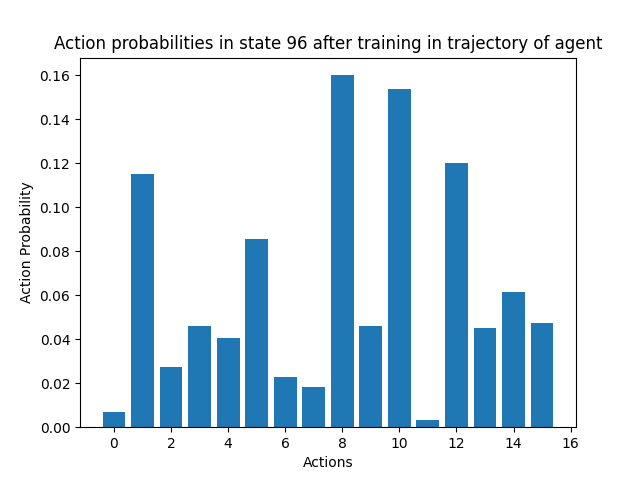 Action probabilities in state 96 after training in trajectory of agent
0.16
0.14
0.12
0.10
0.08
0.06
0.04
0.02
0.00
Action Probability
0 2 4 6 8 10 12 14 16
Actions